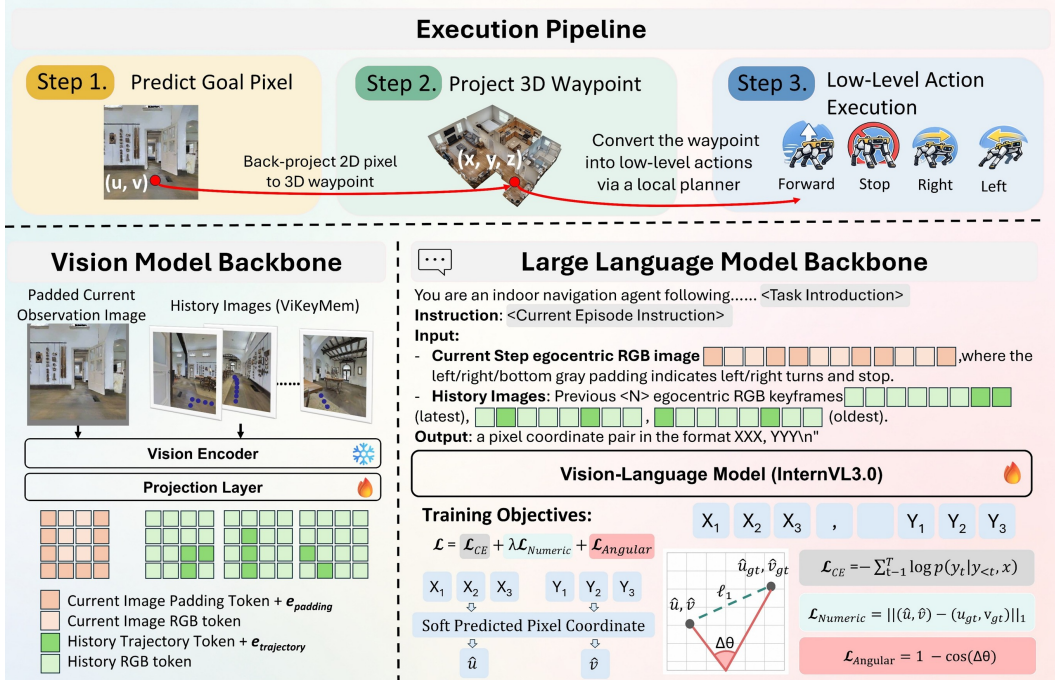 Execution Pipeline
Step 1. Predict Goal Pixel
(u, v)
Back-project 2D pixel
to 3D waypoint
Step 2. Project 3D Waypoint
(x, y, z)
Convert the waypoint
into low-level actions
via a local planner
Step 3. Low-Level Action
Execution
Forward Stop Right Left
Vision Model Backbone
Padded Current
Observation Image
History Images (ViKeyMem)
......
Vision Encoder
Projection Layer
Current Image Padding Token + e_padding
Current Image RGB token
History Trajectory Token + e_trajectory
History RGB token
Large Language Model Backbone
You are an indoor navigation agent following...... <Task Introduction>
Instruction: <Current Episode Instruction>
Input:
- Current Step egocentric RGB image ,where the
left/right/bottom gray padding indicates left/right turns and stop.
- History Images: Previous <N> egocentric RGB keyframes
(latest), , (oldest).
Output: a pixel coordinate pair in the format XXX, YYY\n"
Vision-Language Model (InternVL3.0)
X₁ X₂ X₃ , Y₁ Y₂ Y₃
Training Objectives:
ℒ = ℒ_CE + λℒ_Numeric + ℒ_Angular
X₁ X₂ X₃ Y₁ Y₂ Y₃
Soft Predicted Pixel Coordinate
û v̂
û_gt, v̂_gt
ℓ₁
û, v̂
Δθ
ℒ_CE = − ∑_{t−1}^{T} log p(y_t|y_{<t}, x)
ℒ_Numeric = ||(û, v̂) − (u_gt, v_gt)||₁
ℒ_Angular = 1 − cos(Δθ)